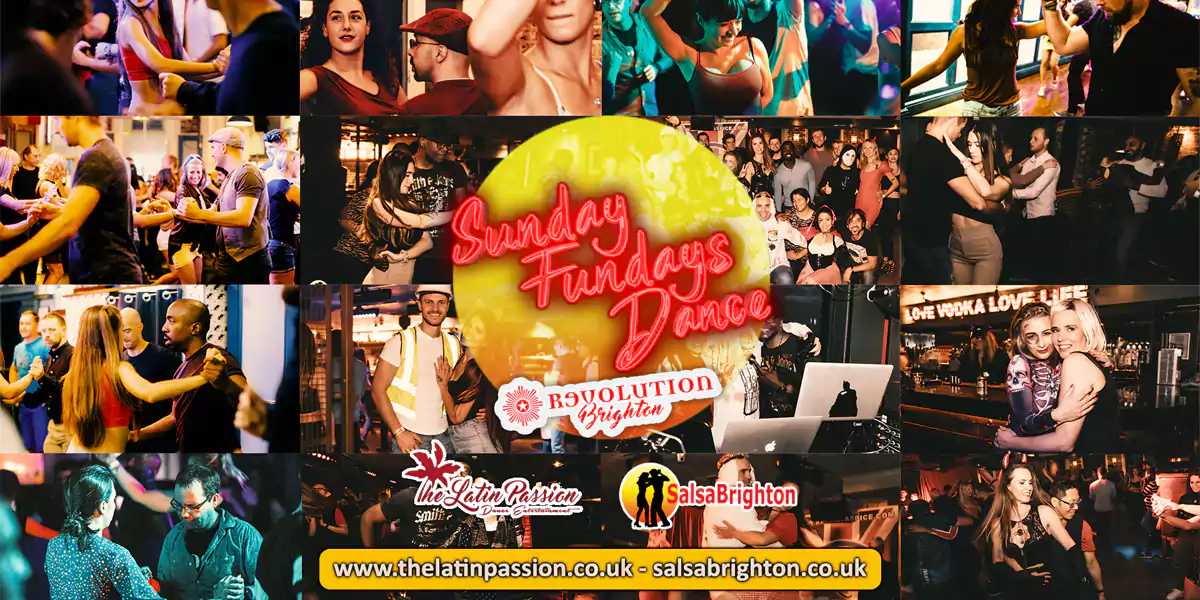 Sunday
Fundays
Dance
REVOLUTION
Brighton
LOVE VODKA LOVE LIFE
The Latin Passion
Dance Entertainment
SalsaBrighton
www.thelatinpassion.co.uk - salsabrighton.co.uk